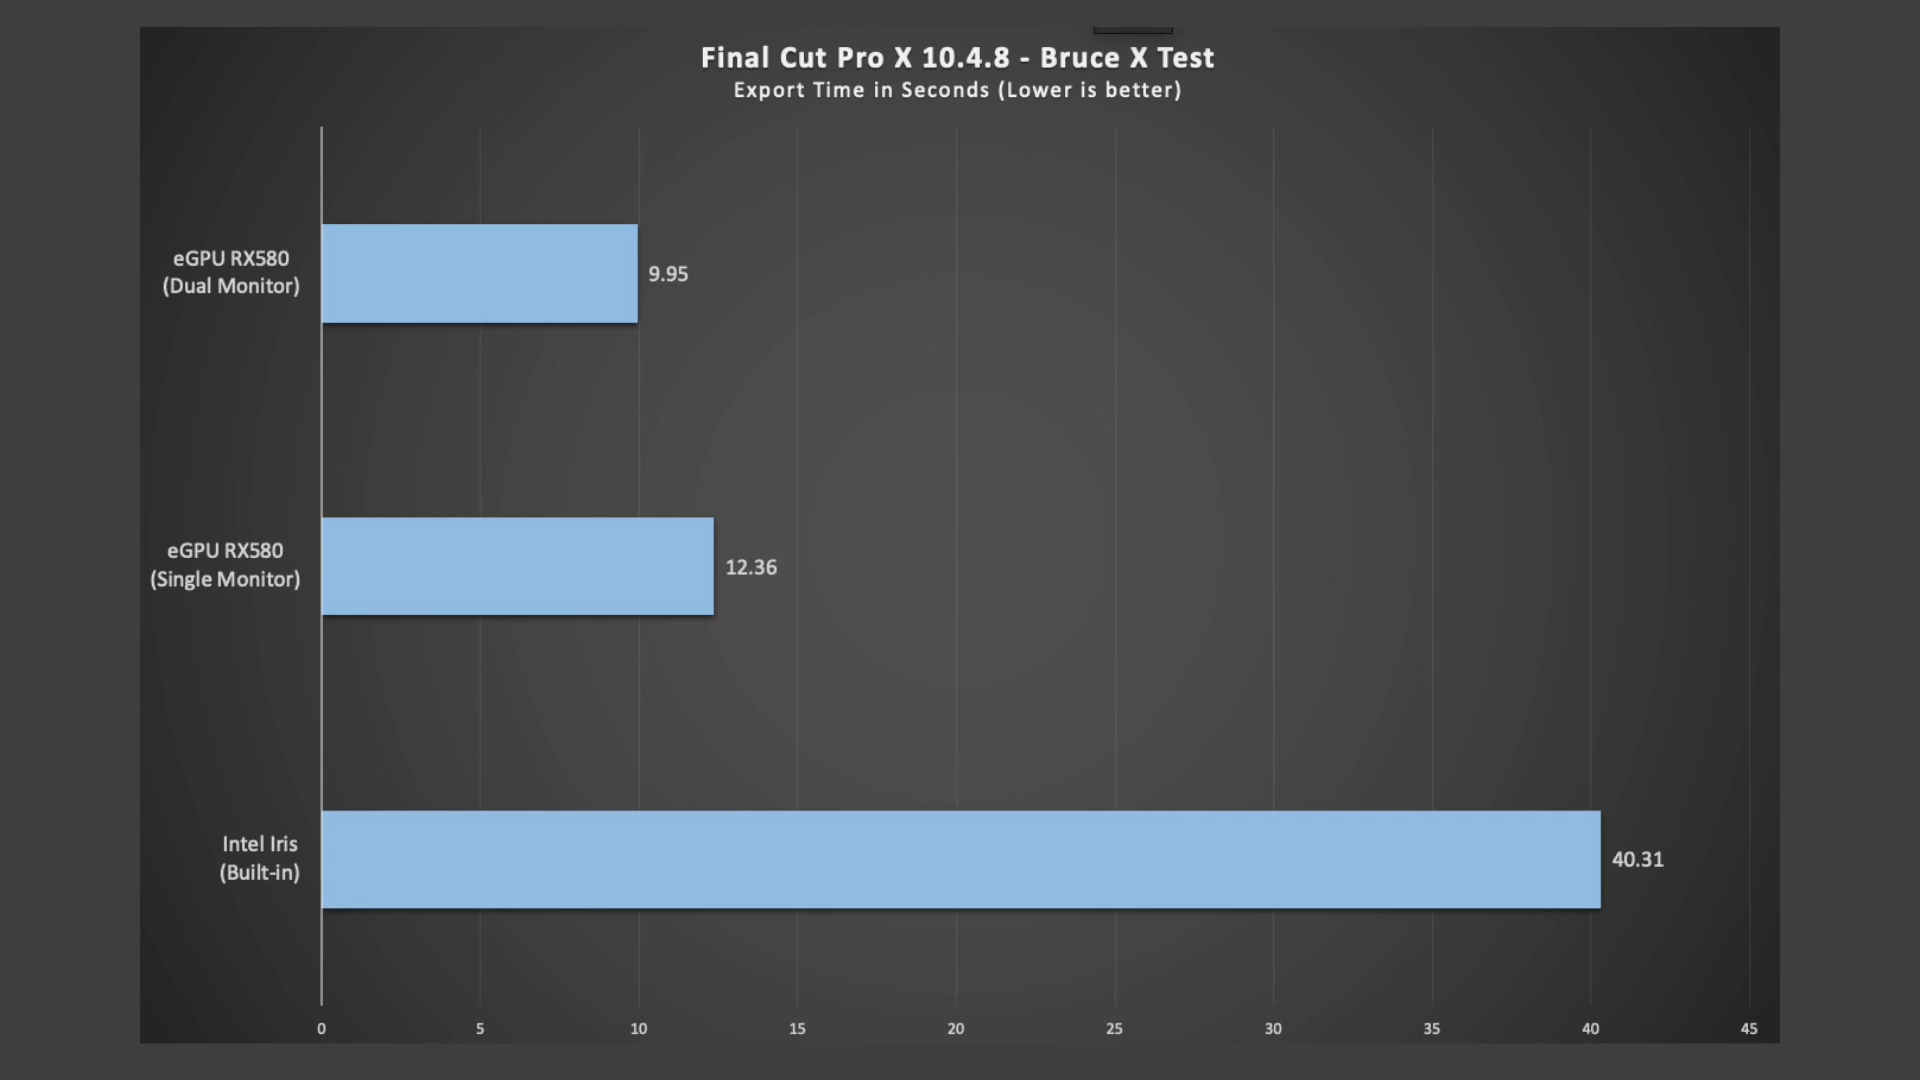 Final Cut Pro X 10.4.8 - Bruce X Test
Export Time in Seconds (Lower is better)
eGPU RX580
(Dual Monitor)
9.95
eGPU RX580
(Single Monitor)
12.36
Intel Iris
(Built-in)
40.31
0 5 10 15 20 25 30 35 40 45